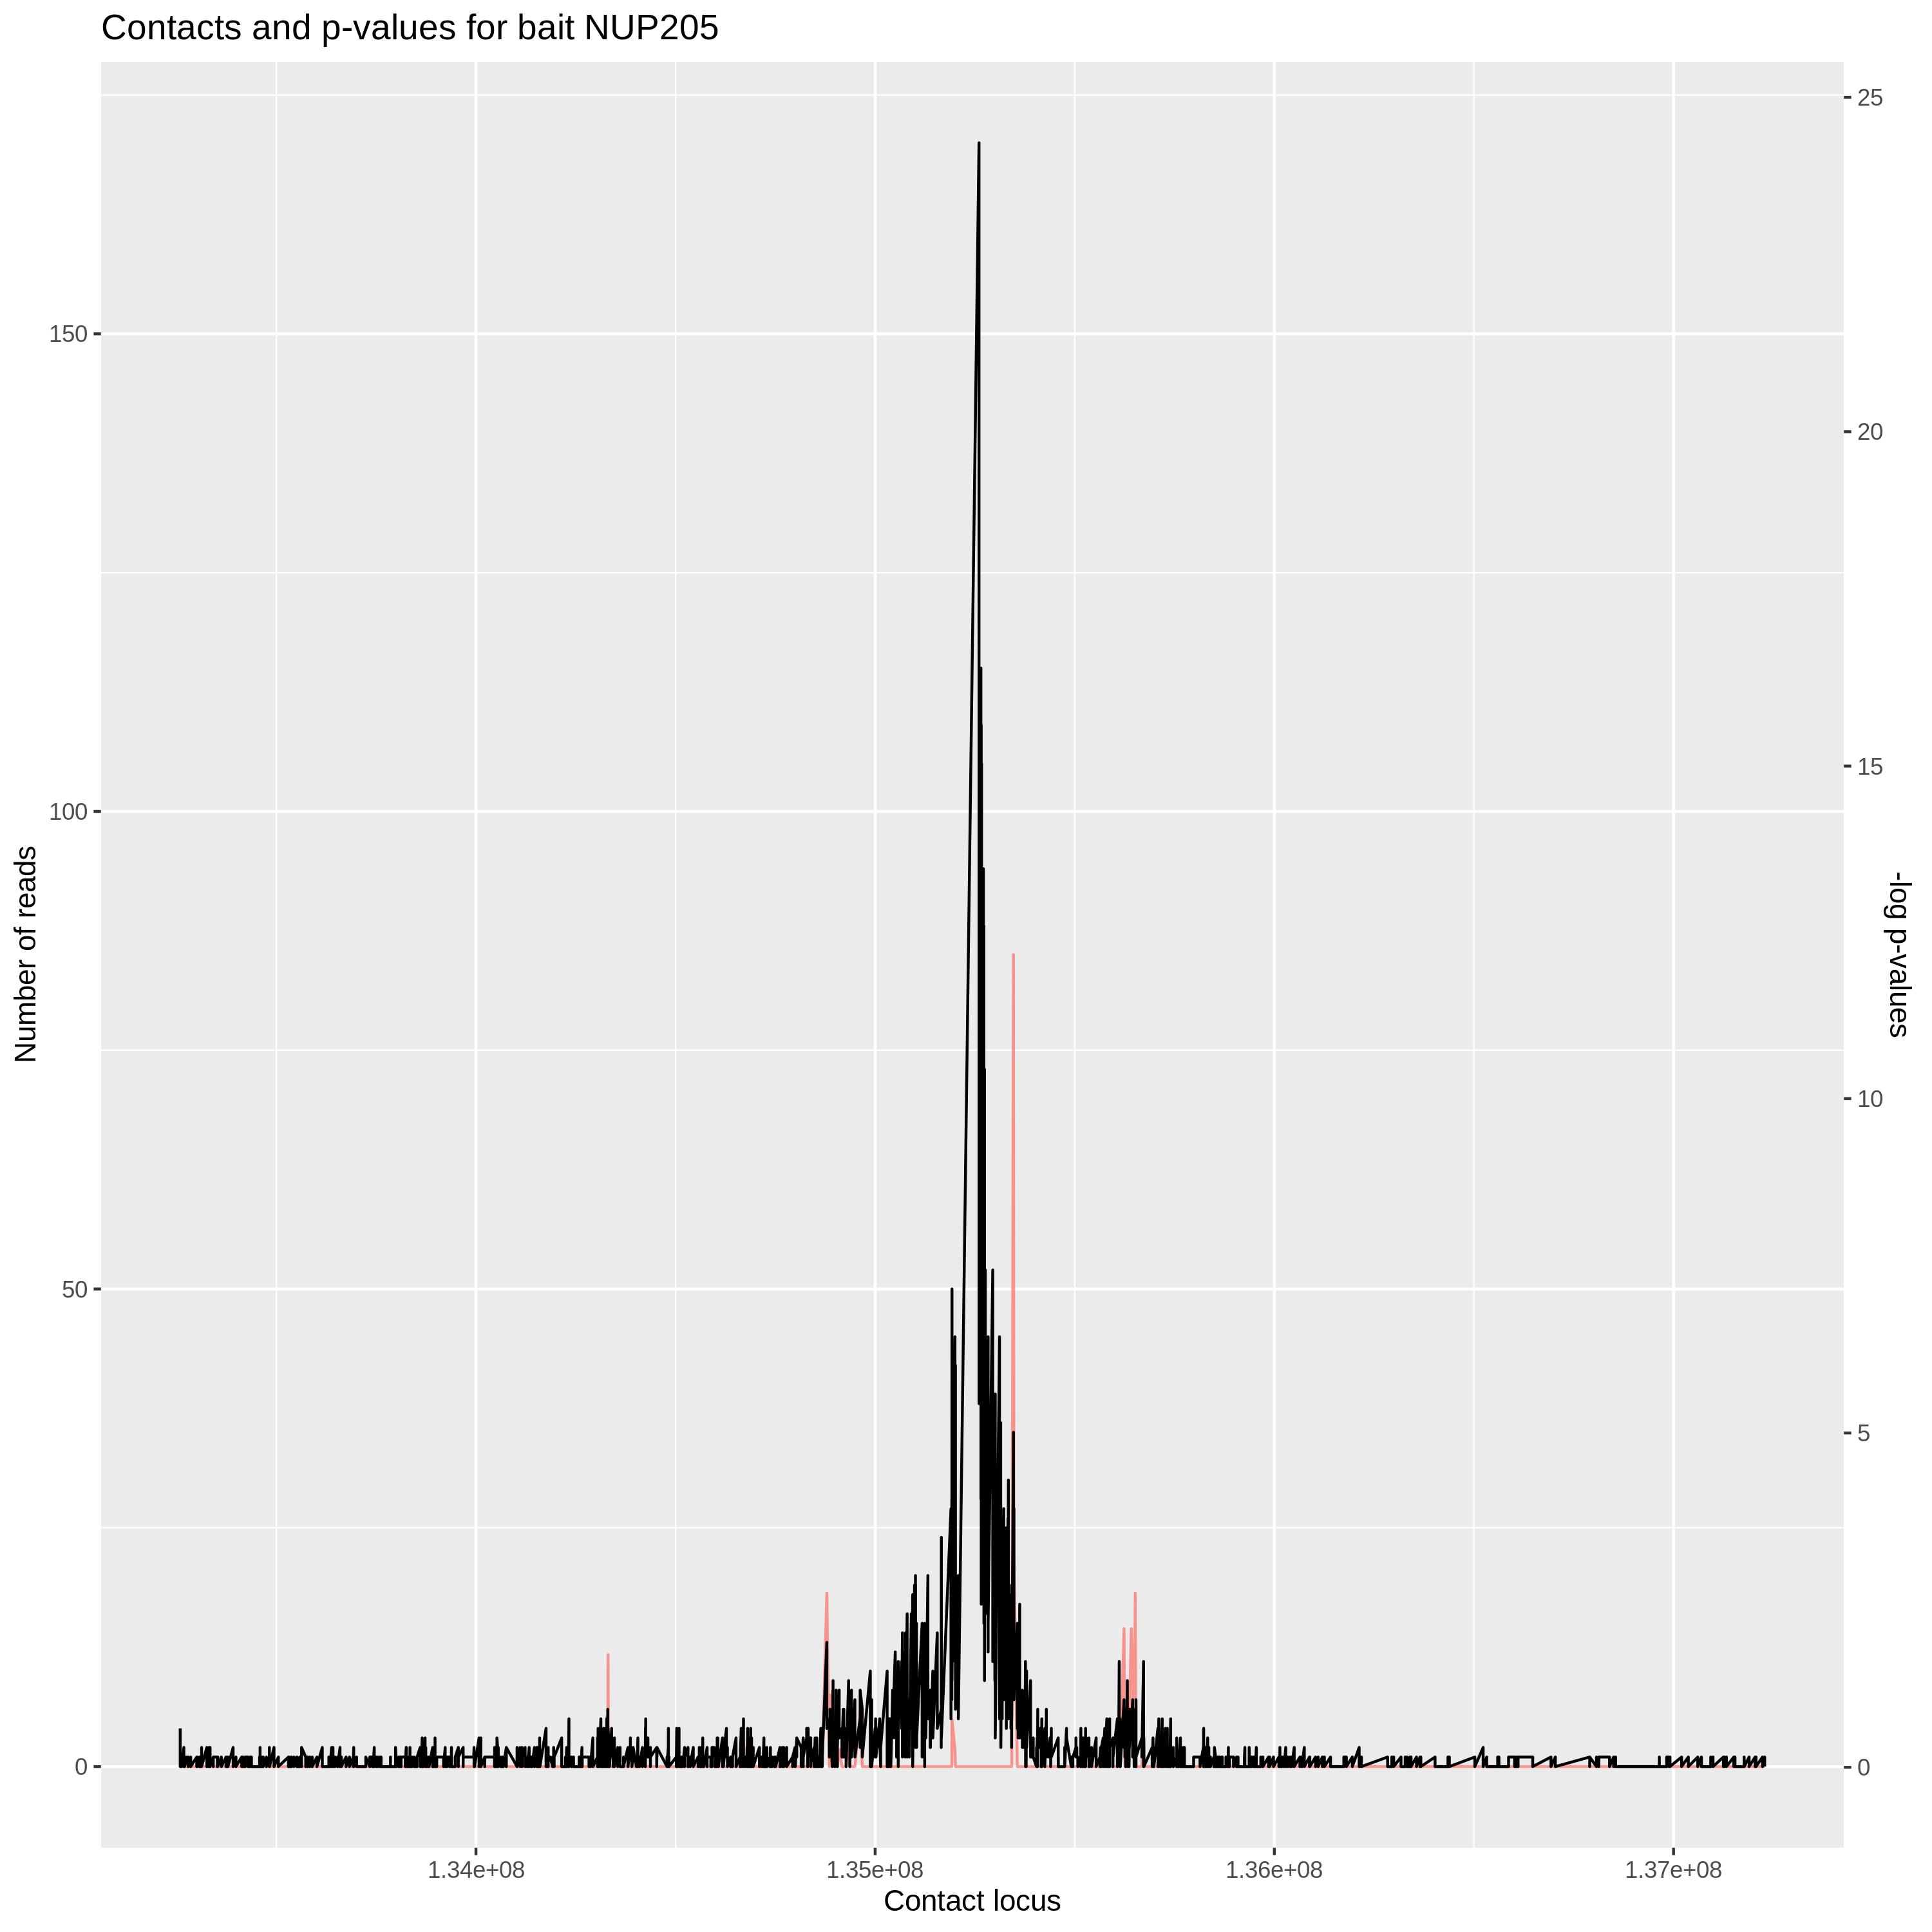 Contacts and p-values for bait NUP205
Number of reads
150
100
50
0
25
20
15
10
5
0
-log p-values
1.34e+08 1.35e+08 1.36e+08 1.37e+08
Contact locus